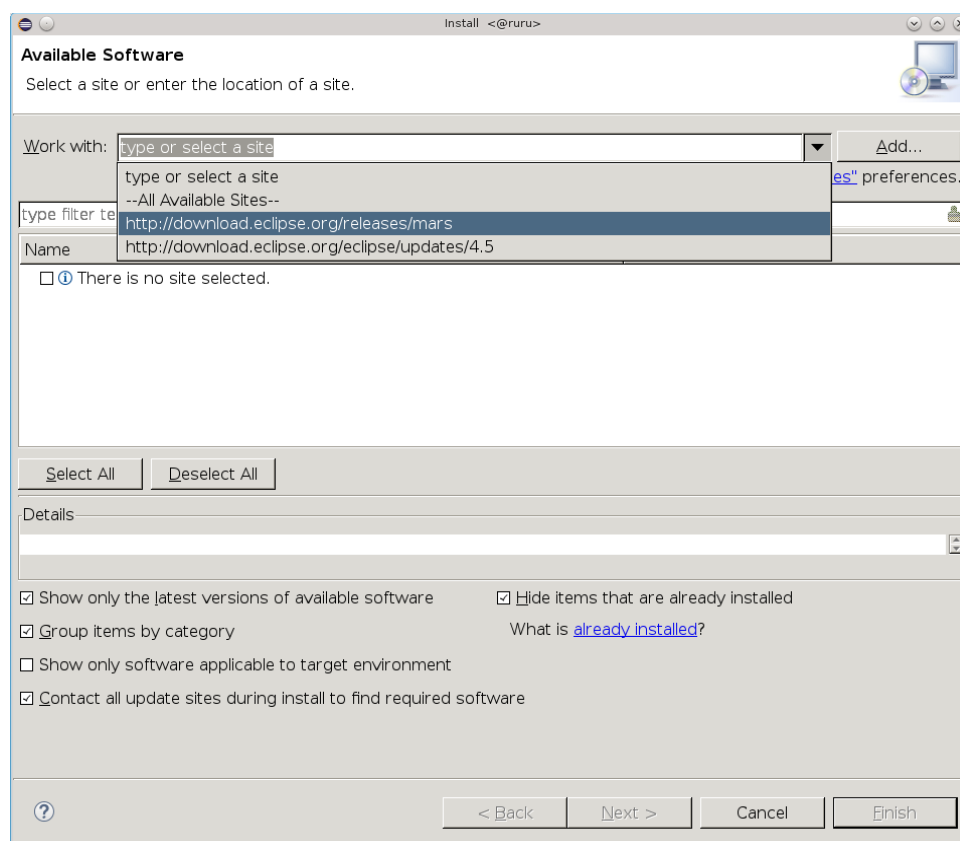 Install <@ruru>
Available Software
Select a site or enter the location of a site.
Work with: type or select a site Add...
type or select a site
es" preferences.
--All Available Sites--
type filter te
http://download.eclipse.org/releases/mars
http://download.eclipse.org/eclipse/updates/4.5
Name
There is no site selected.
Select All Deselect All
Details
Show only the latest versions of available software Hide items that are already installed
Group items by category What is already installed?
Show only software applicable to target environment
Contact all update sites during install to find required software
? < Back Next > Cancel Finish